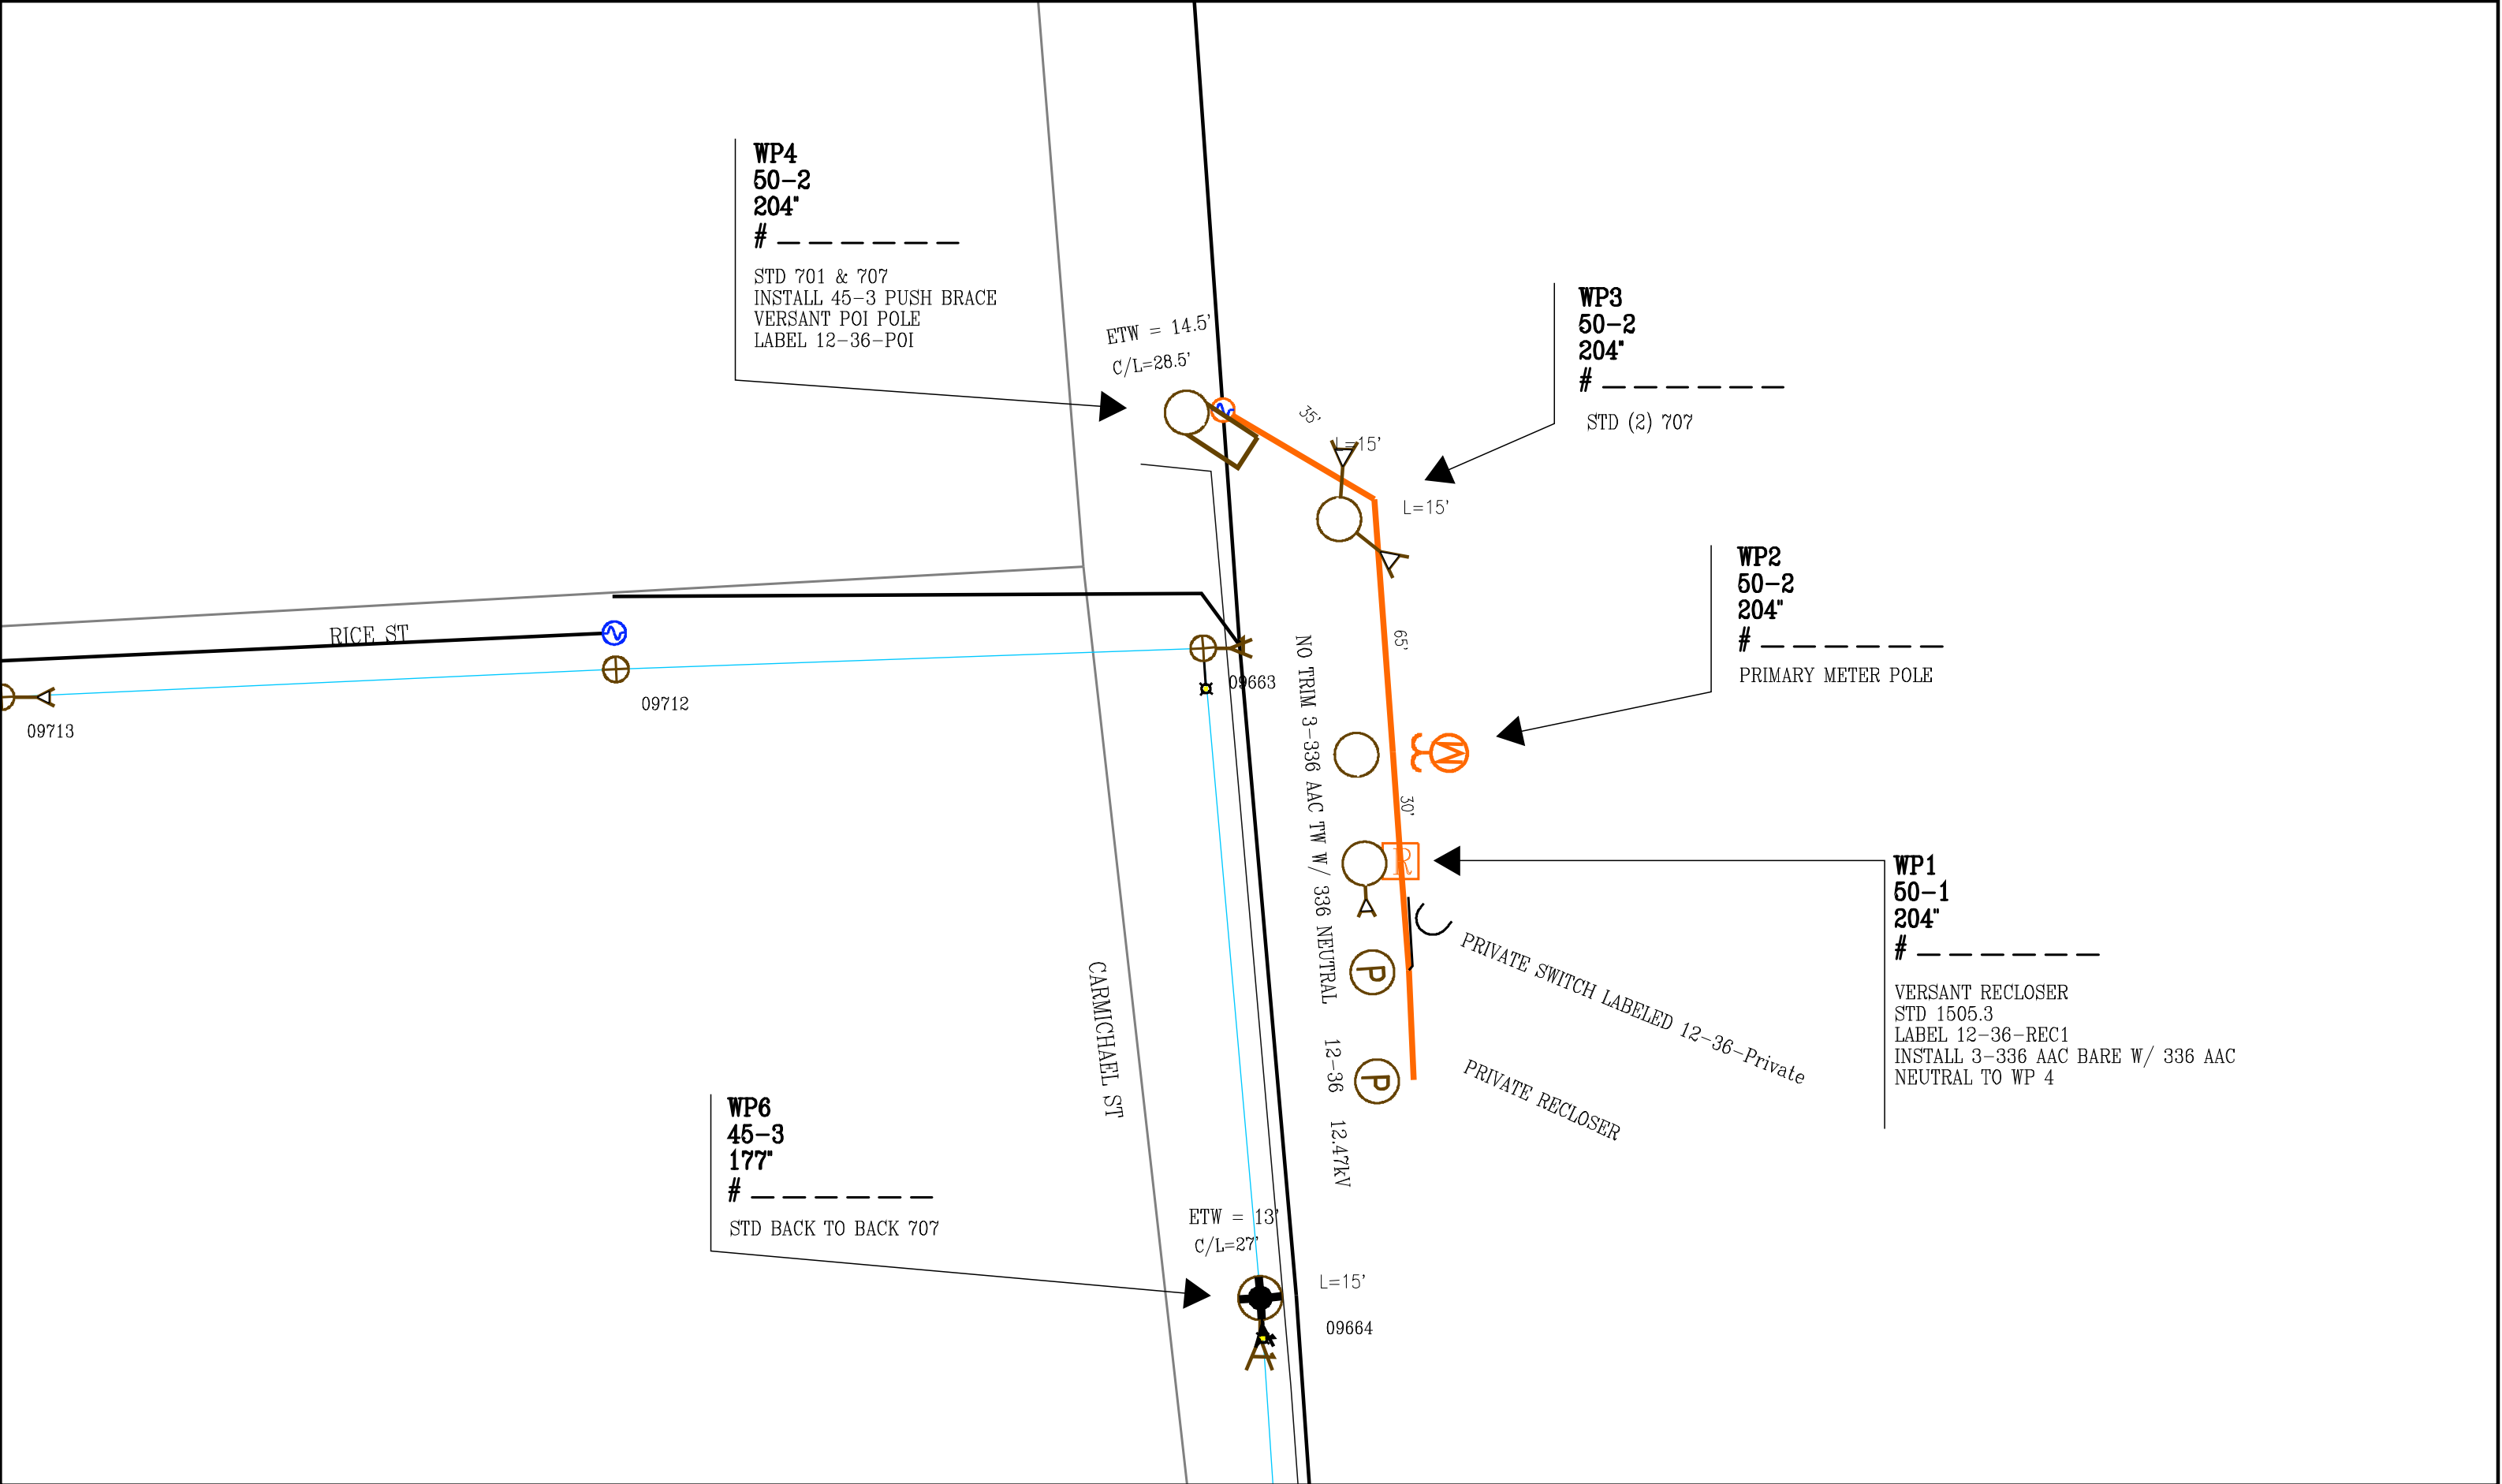 WP4
50-2
204"
# _ _ _ _ _ _
STD 701 & 707
INSTALL 45-3 PUSH BRACE
VERSANT POI POLE
LABEL 12-36-POI
ETW = 14.5'
C/L=28.5'
WP3
50-2
204"
# _ _ _ _ _ _
STD (2) 707
35'
L=15'
L=15'
WP2
50-2
204"
# _ _ _ _ _ _
PRIMARY METER POLE
RICE ST
65'
09663
09712
09713
M
30'
NO TRIM 3-336 AAC TW W/ 336 NEUTRAL 12-36 12.47kV
R
WP1
50-1
204"
# _ _ _ _ _ _
VERSANT RECLOSER
STD 1505.3
LABEL 12-36-REC1
INSTALL 3-336 AAC BARE W/ 336 AAC
NEUTRAL TO WP 4
P
PRIVATE SWITCH LABELED 12-36-Private
CARMICHAEL ST
P
PRIVATE RECLOSER
WP6
45-3
177"
# _ _ _ _ _ _
STD BACK TO BACK 707
ETW = 13'
C/L=27'
L=15'
09664